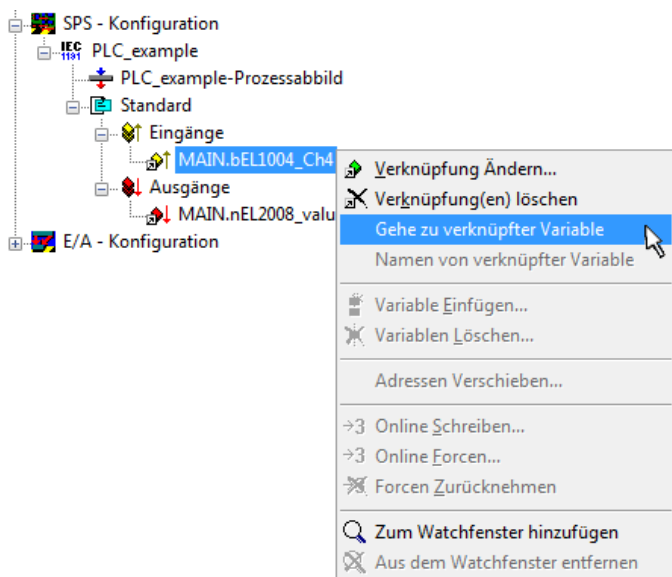 SPS - Konfiguration
IEC
1131
PLC_example
PLC_example-Prozessabbild
Standard
Eingänge
MAIN.bEL1004_Ch4
Ausgänge
MAIN.nEL2008_valu
E/A - Konfiguration
Verknüpfung Ändern...
Verknüpfung(en) löschen
Gehe zu verknüpfter Variable
Namen von verknüpfter Variable
Variable Einfügen...
Variablen Löschen...
Adressen Verschieben...
→3 Online Schreiben...
→3 Online Forcen...
Forcen Zurücknehmen
Zum Watchfenster hinzufügen
Aus dem Watchfenster entfernen